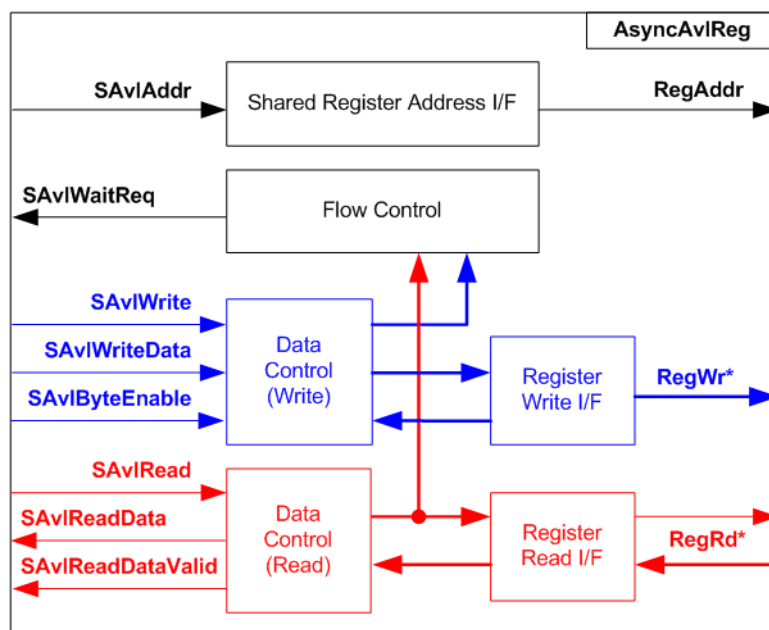 AsyncAvlReg
SAvlAddr
Shared Register Address I/F
RegAddr
SAvlWaitReq
Flow Control
SAvlWrite
SAvlWriteData
SAvlByteEnable
Data
Control
(Write)
Register
Write I/F
RegWr*
SAvlRead
SAvlReadData
SAvlReadDataValid
Data
Control
(Read)
Register
Read I/F
RegRd*